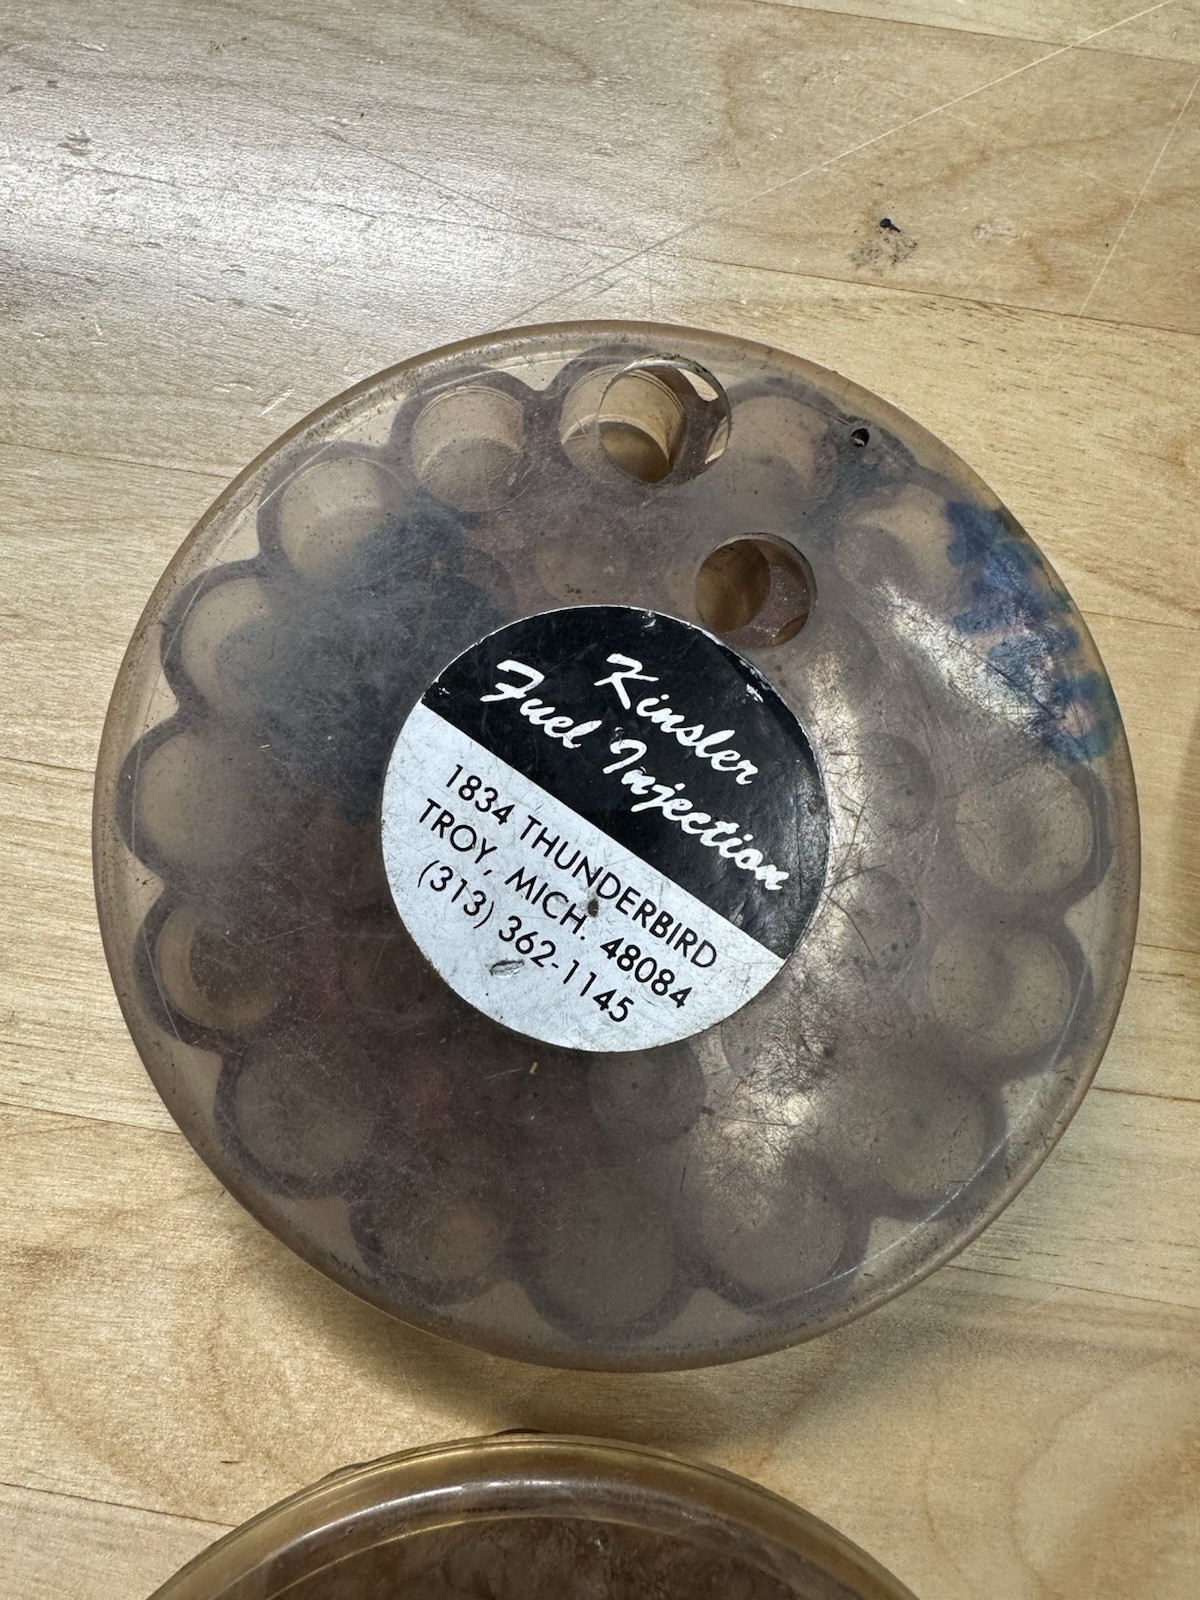 Kinsler
Fuel Injection
1834 THUNDERBIRD
TROY, MICH. 48084
(313) 362-1145